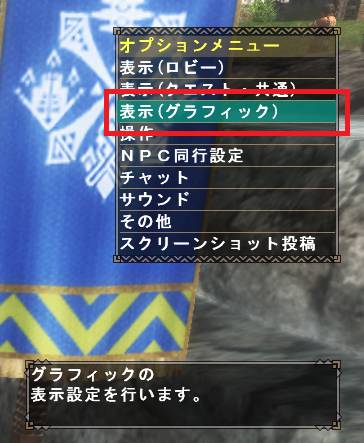 オプションメニュー
表示(ロビー)
表示(クエスト・共通)
表示(グラフィック)
操作
ＮＰＣ同行設定
チャット
サウンド
その他
スクリーンショット投稿
グラフィックの
表示設定を行います。